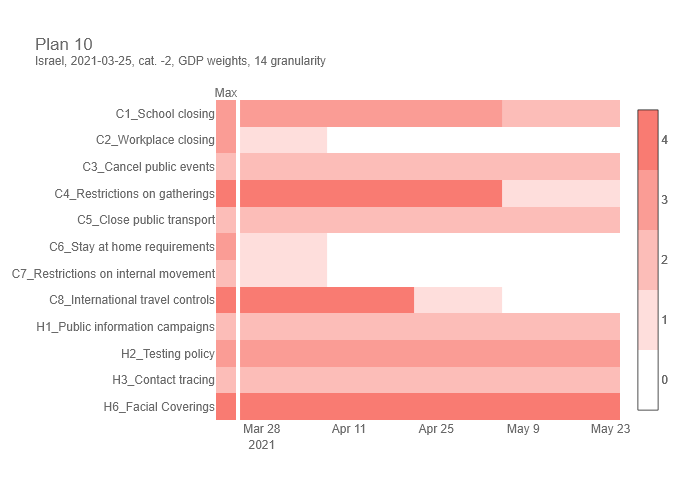 Plan 10
Israel, 2021-03-25, cat. -2, GDP weights, 14 granularity
Max
C1_School closing
C2_Workplace closing
C3_Cancel public events
C4_Restrictions on gatherings
C5_Close public transport
C6_Stay at home requirements
C7_Restrictions on internal movement
C8_International travel controls
H1_Public information campaigns
H2_Testing policy
H3_Contact tracing
H6_Facial Coverings
4
3
2
1
0
Mar 28 Apr 11 Apr 25 May 9 May 23
2021